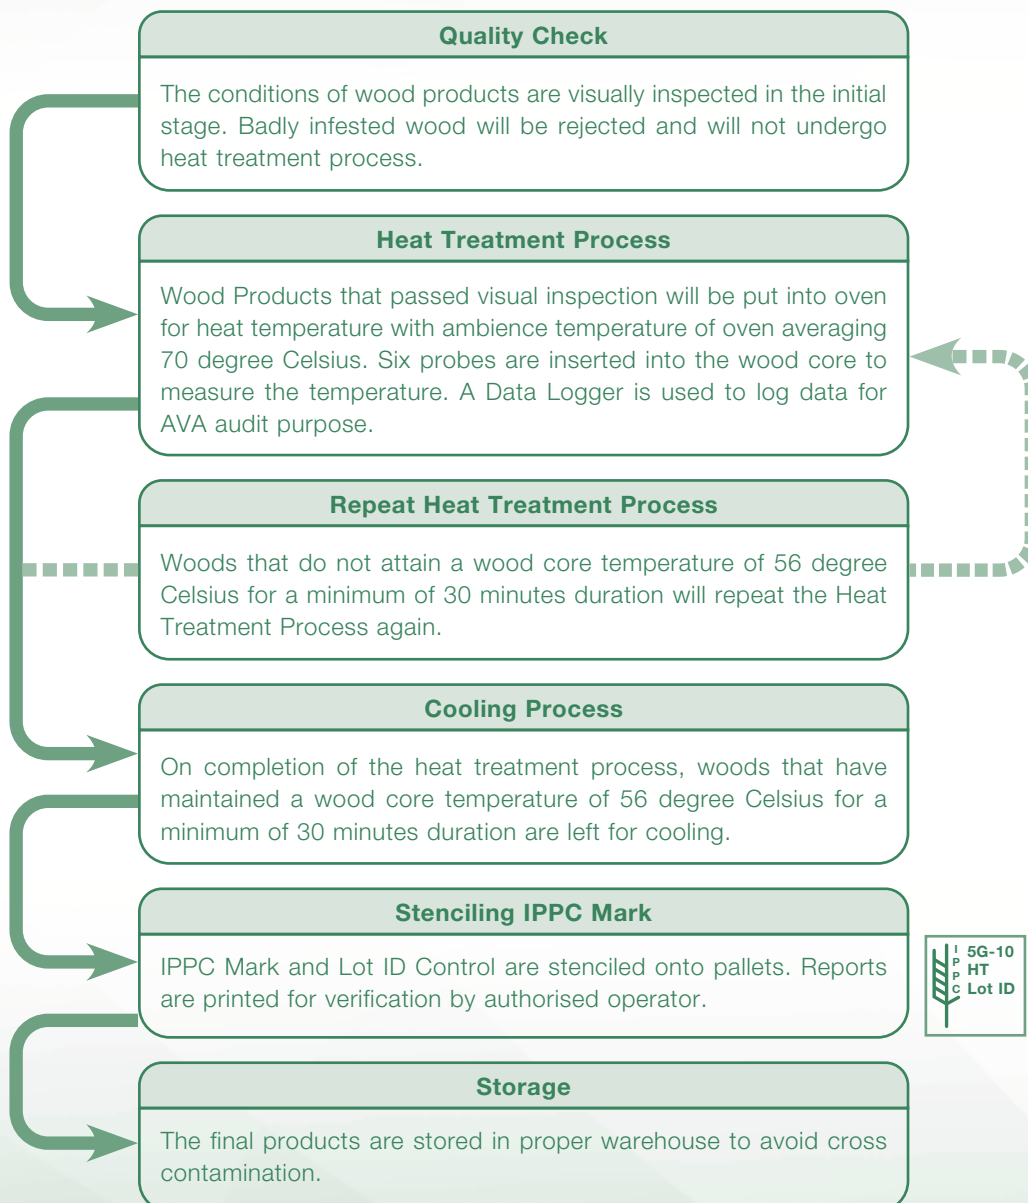 Quality Check
The conditions of wood products are visually inspected in the initial
stage. Badly infested wood will be rejected and will not undergo
heat treatment process.
Heat Treatment Process
Wood Products that passed visual inspection will be put into oven
for heat temperature with ambience temperature of oven averaging
70 degree Celsius. Six probes are inserted into the wood core to
measure the temperature. A Data Logger is used to log data for
AVA audit purpose.
Repeat Heat Treatment Process
Woods that do not attain a wood core temperature of 56 degree
Celsius for a minimum of 30 minutes duration will repeat the Heat
Treatment Process again.
Cooling Process
On completion of the heat treatment process, woods that have
maintained a wood core temperature of 56 degree Celsius for a
minimum of 30 minutes duration are left for cooling.
Stenciling IPPC Mark
IPPC Mark and Lot ID Control are stenciled onto pallets. Reports
are printed for verification by authorised operator.
IPPC
5G-10
HT
Lot ID
Storage
The final products are stored in proper warehouse to avoid cross
contamination.